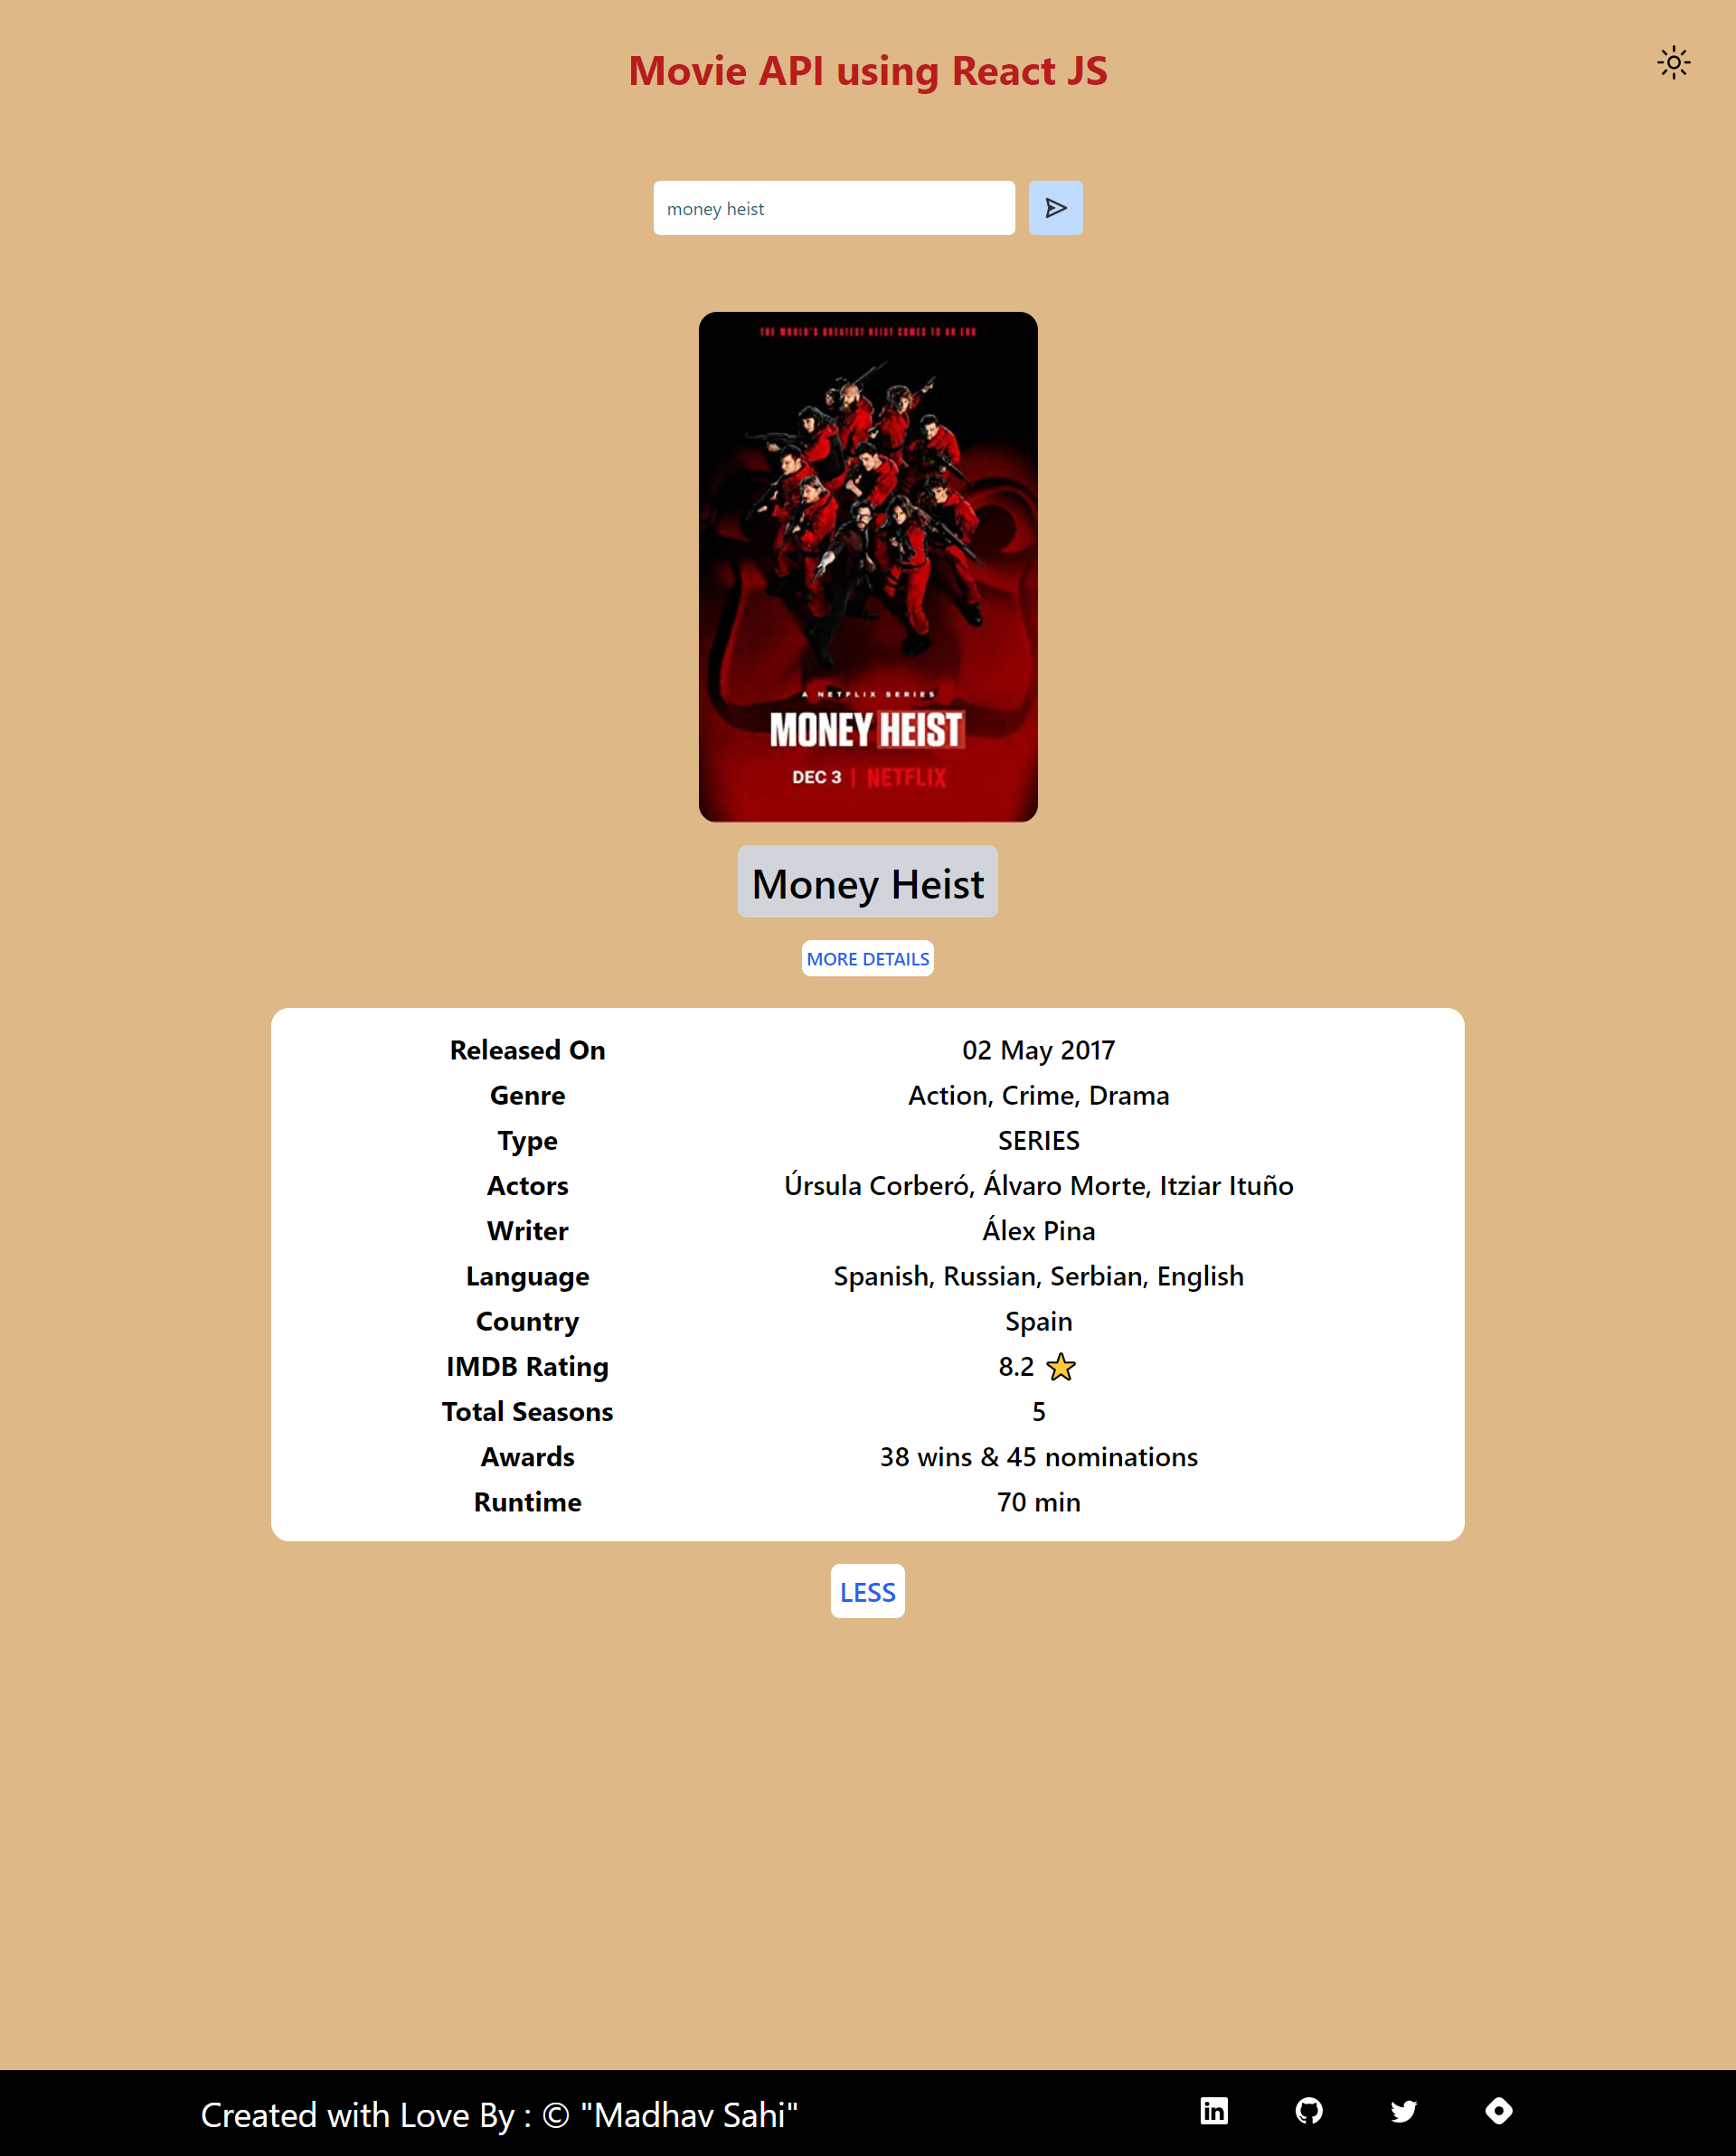 Movie API using React JS
money heist
THE WORLD'S GREATEST HEIST COMES TO AN END
A NETFLIX SERIES
MONEY HEIST
DEC 3 | NETFLIX
Money Heist
MORE DETAILS
Released On 02 May 2017
Genre Action, Crime, Drama
Type SERIES
Actors Úrsula Corberó, Álvaro Morte, Itziar Ituño
Writer Álex Pina
Language Spanish, Russian, Serbian, English
Country Spain
IMDB Rating 8.2
Total Seasons 5
Awards 38 wins & 45 nominations
Runtime 70 min
LESS
Created with Love By : © "Madhav Sahi"
in